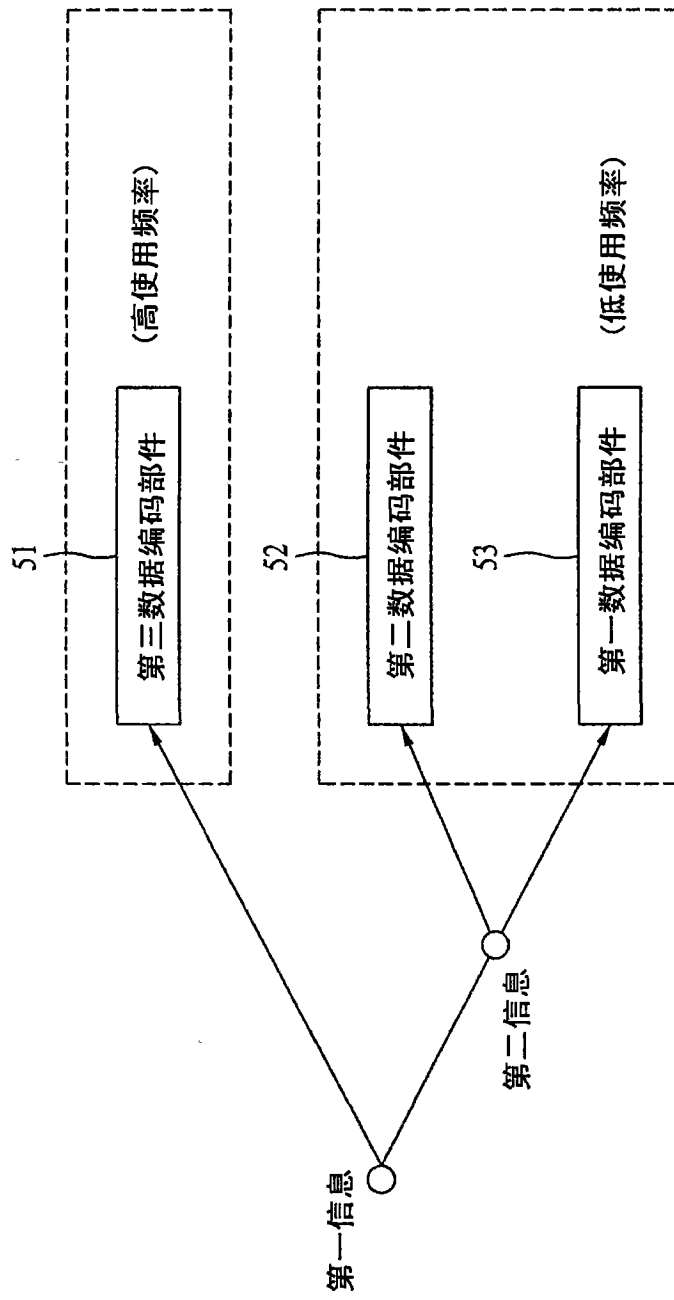 51
第三数据编码部件
(高使用频率)
52
第二数据编码部件
53
第一数据编码部件
(低使用频率)
第二信息
第一信息